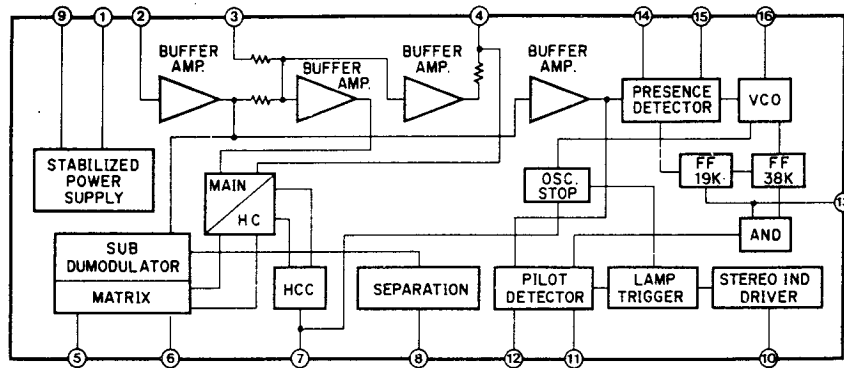 9 1 2 3 4 14 15 16
BUFFER AMP.
BUFFER AMP.
BUFFER AMP.
BUFFER AMP.
PRESENCE DETECTOR
VCO
STABILIZED POWER SUPPLY
MAIN
HC
OSC. STOP
FF 19K
FF 38K
13
AND
SUB DUMODULATOR
MATRIX
HCC
SEPARATION
PILOT DETECTOR
LAMP TRIGGER
STEREO IND DRIVER
5 6 7 8 12 11 10